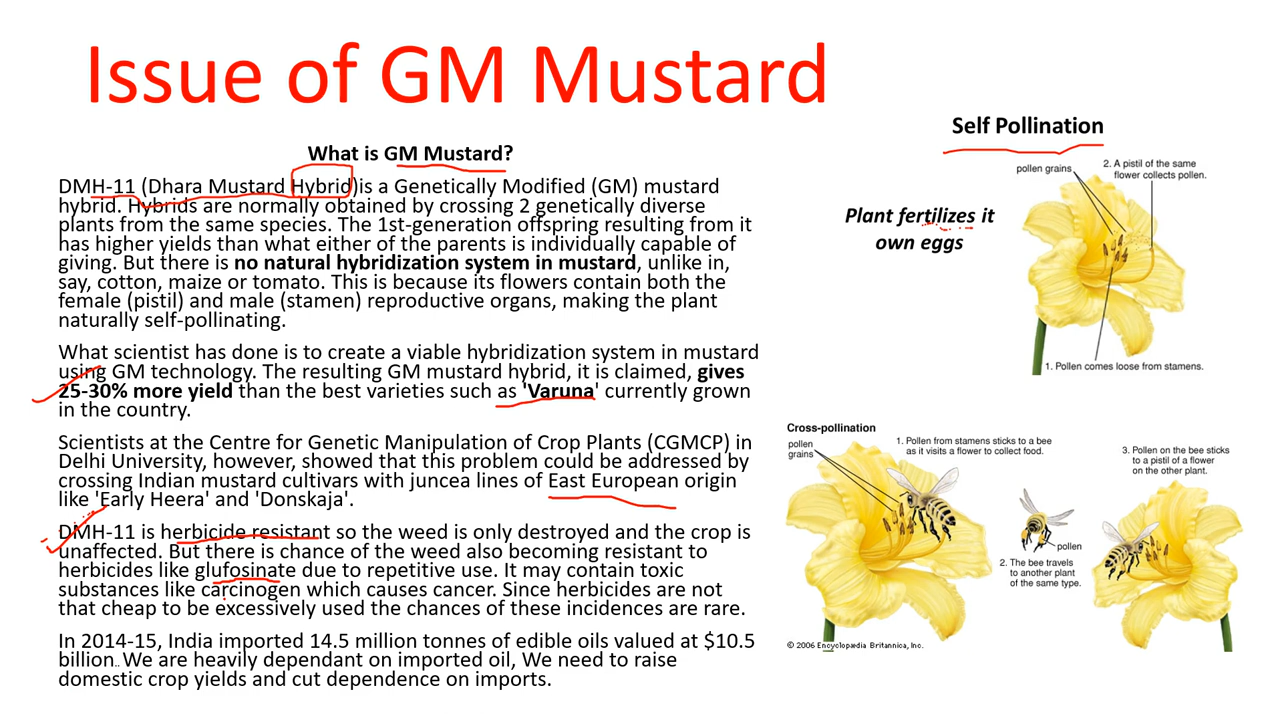 Issue of GM Mustard
What is GM Mustard?
DMH-11 (Dhara Mustard Hybrid)is a Genetically Modified (GM) mustard
hybrid. Hybrids are normally obtained by crossing 2 genetically diverse
plants from the same species. The 1st-generation offspring resulting from it
has higher yields than what either of the parents is individually capable of
giving. But there is no natural hybridization system in mustard, unlike in,
say, cotton, maize or tomato. This is because its flowers contain both the
female (pistil) and male (stamen) reproductive organs, making the plant
naturally self-pollinating.
What scientist has done is to create a viable hybridization system in mustard
using GM technology. The resulting GM mustard hybrid, it is claimed, gives
25-30% more yield than the best varieties such as 'Varuna' currently grown
in the country.
Scientists at the Centre for Genetic Manipulation of Crop Plants (CGMCP) in
Delhi University, however, showed that this problem could be addressed by
crossing Indian mustard cultivars with juncea lines of East European origin
like 'Early Heera' and 'Donskaja'.
DMH-11 is herbicide resistant so the weed is only destroyed and the crop is
unaffected. But there is chance of the weed also becoming resistant to
herbicides like glufosinate due to repetitive use. It may contain toxic
substances like carcinogen which causes cancer. Since herbicides are not
that cheap to be excessively used the chances of these incidences are rare.
In 2014-15, India imported 14.5 million tonnes of edible oils valued at $10.5
billion.. We are heavily dependant on imported oil, We need to raise
domestic crop yields and cut dependence on imports.
Self Pollination
Plant fertilizes it
own eggs
pollen grains
2. A pistil of the same
flower collects pollen.
1. Pollen comes loose from stamens.
Cross-pollination
pollen
grains
1. Pollen from stamens sticks to a bee
as it visits a flower to collect food.
pollen
2. The bee travels
to another plant
of the same type.
3. Pollen on the bee sticks
to a pistil of a flower
on the other plant.
© 2006 Encyclopædia Britannica, Inc.